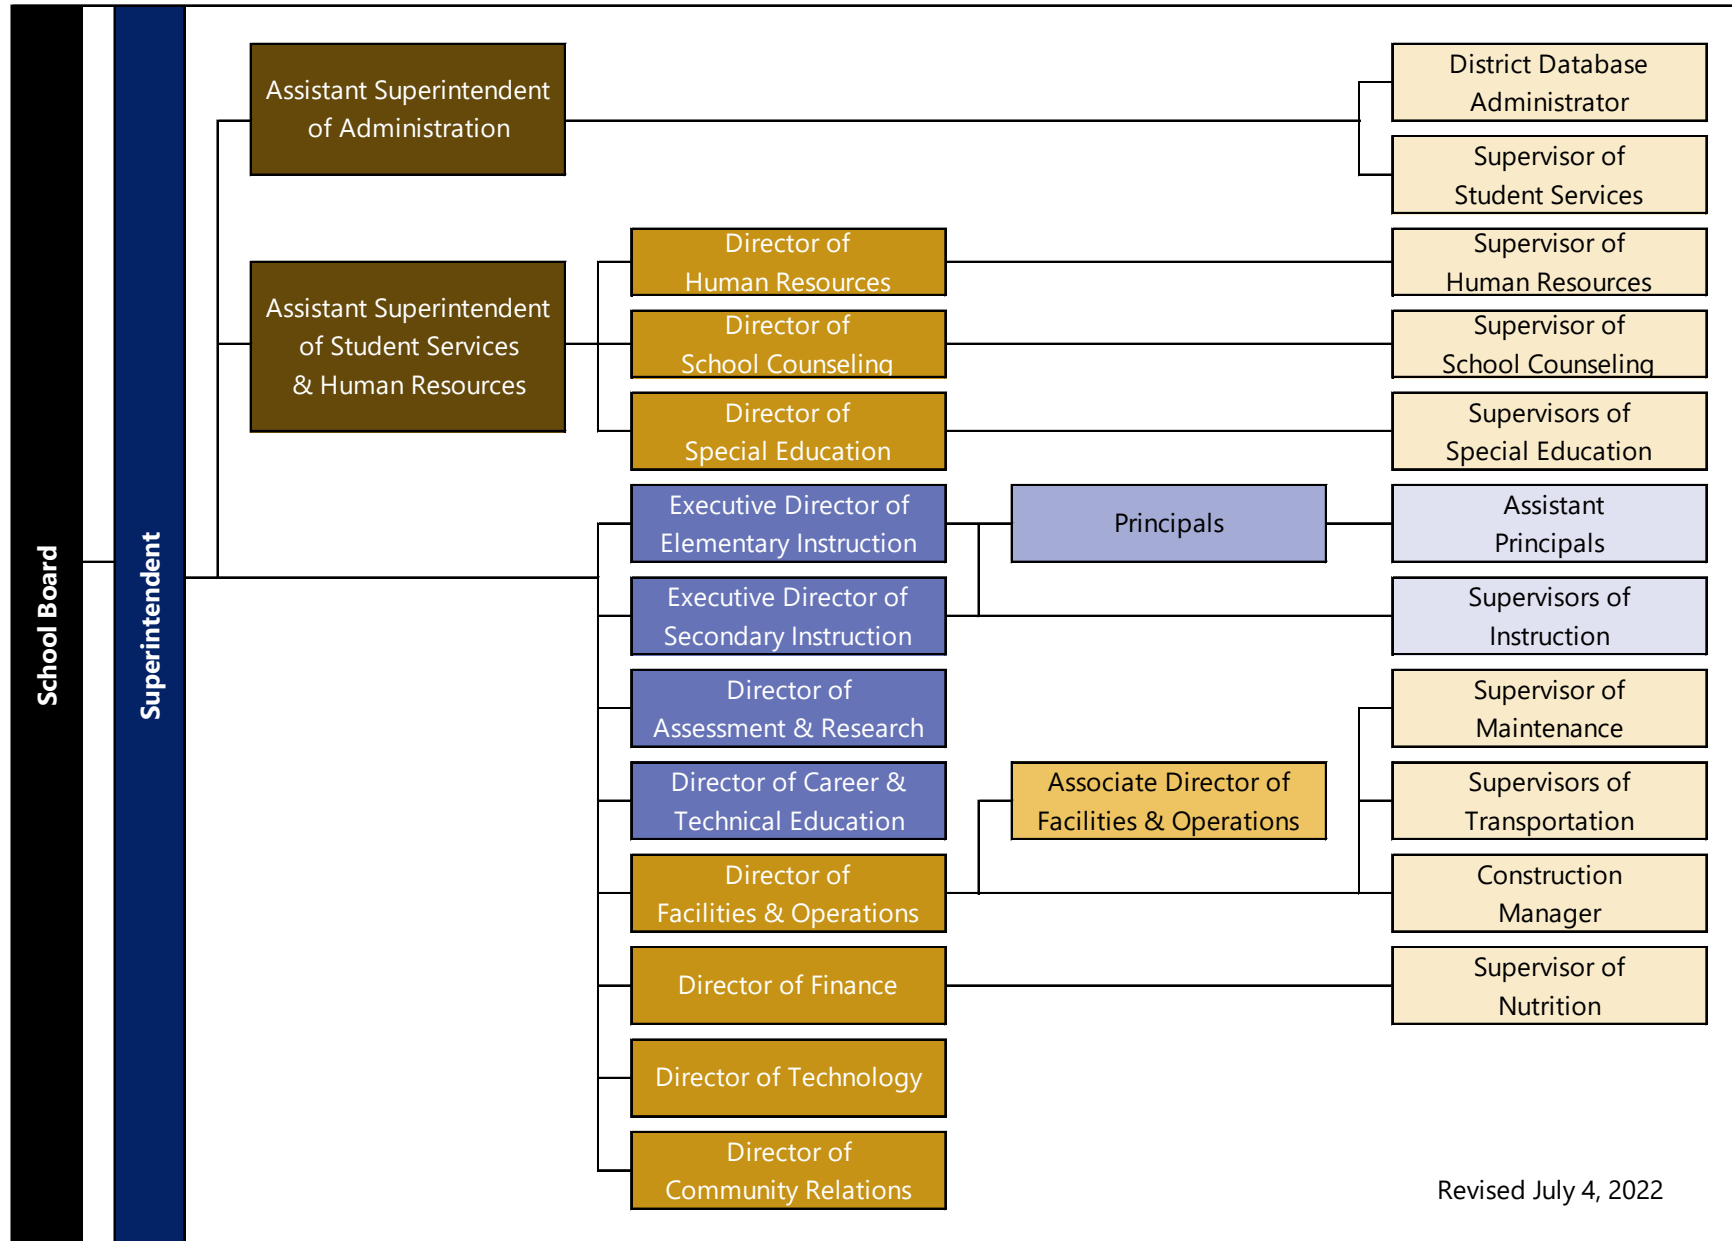 School Board
Superintendent
Assistant Superintendent
of Administration
District Database
Administrator
Supervisor of
Student Services
Assistant Superintendent
of Student Services
& Human Resources
Director of
Human Resources
Supervisor of
Human Resources
Director of
School Counseling
Supervisor of
School Counseling
Director of
Special Education
Supervisors of
Special Education
Executive Director of
Elementary Instruction
Principals
Assistant
Principals
Executive Director of
Secondary Instruction
Supervisors of
Instruction
Director of
Assessment & Research
Supervisor of
Maintenance
Director of Career &
Technical Education
Associate Director of
Facilities & Operations
Supervisors of
Transportation
Director of
Facilities & Operations
Construction
Manager
Director of Finance
Supervisor of
Nutrition
Director of Technology
Director of
Community Relations
Revised July 4, 2022